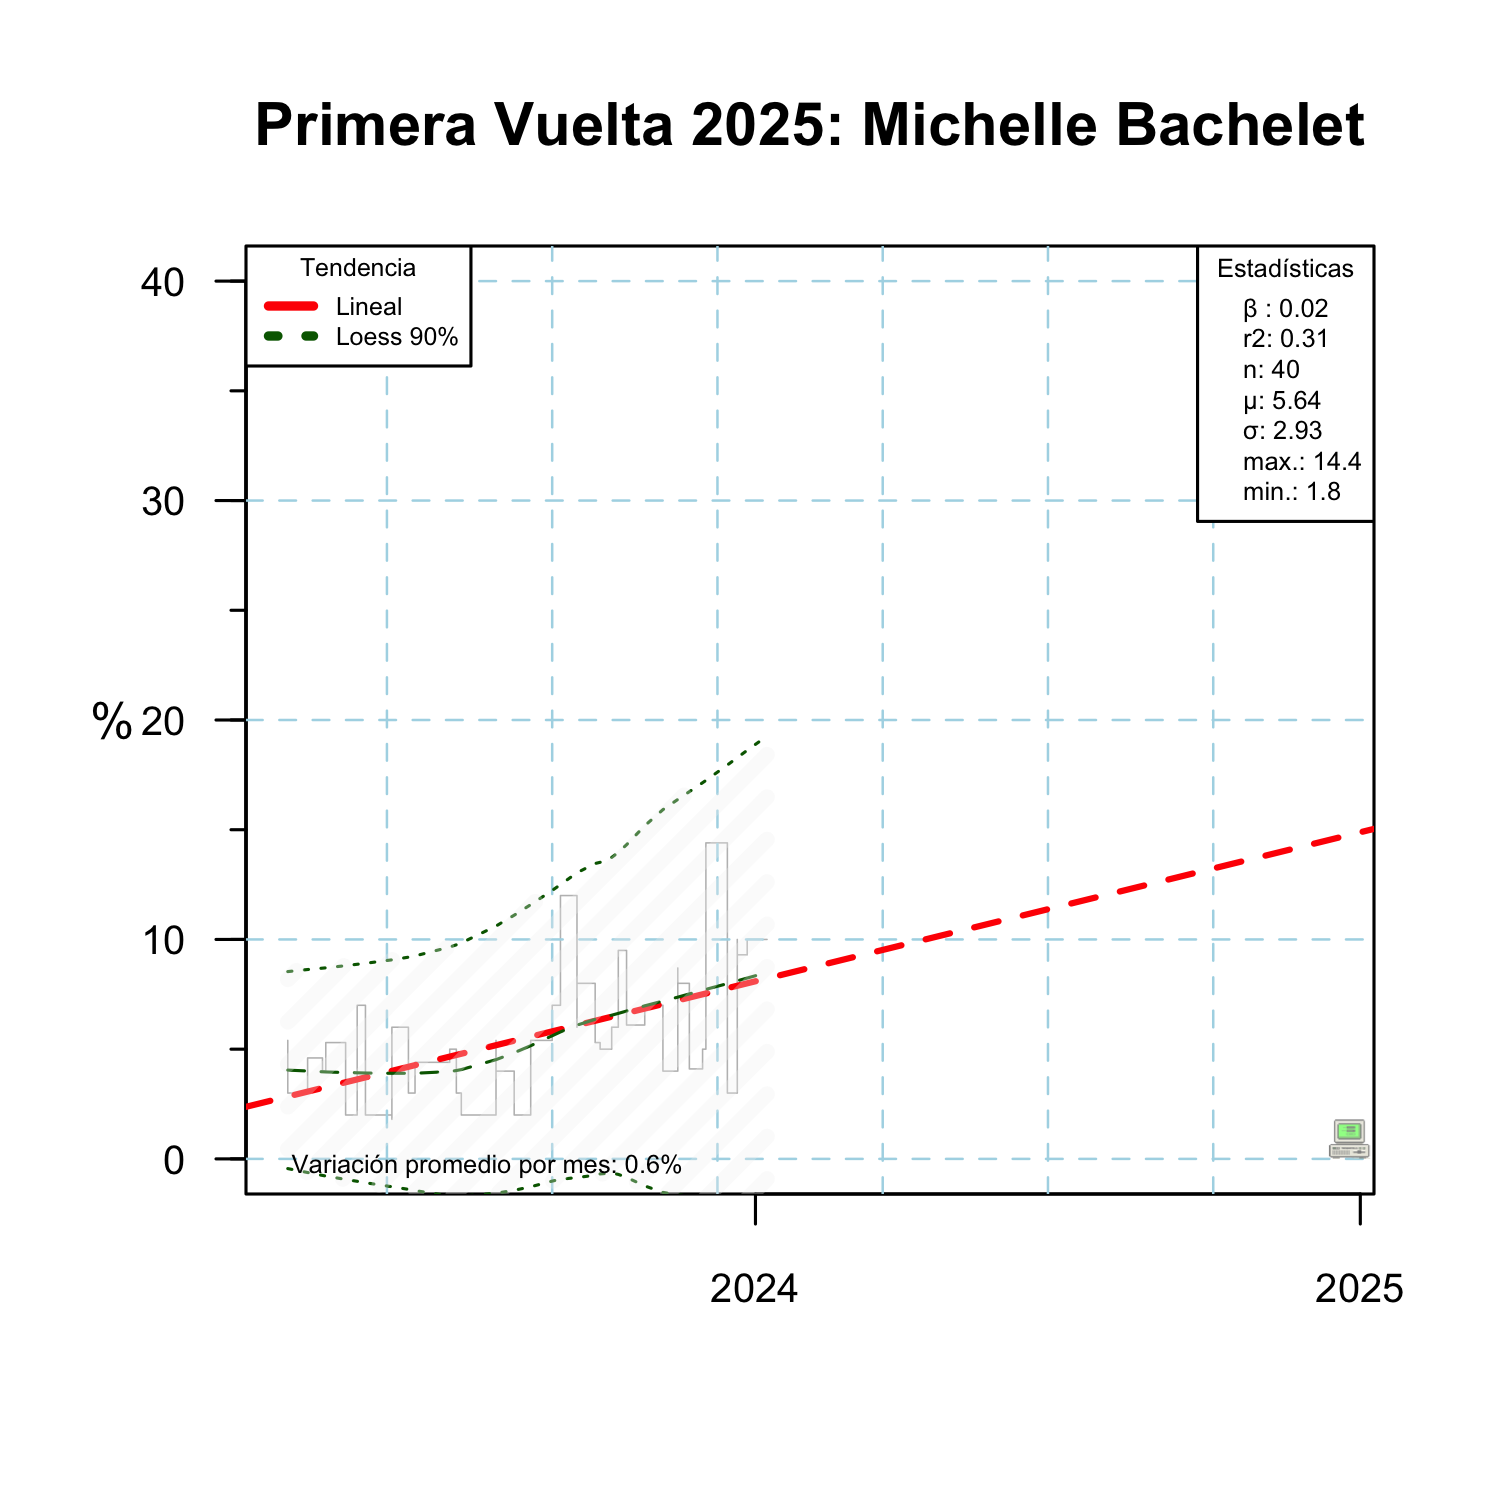 Primera Vuelta 2025: Michelle Bachelet
Tendencia
Lineal
Loess 90%
Estadísticas
β : 0.02
r2: 0.31
n: 40
μ: 5.64
σ: 2.93
max.: 14.4
min.: 1.8
40
30
%
20
10
0
Variación promedio por mes: 0.6%
2024
2025